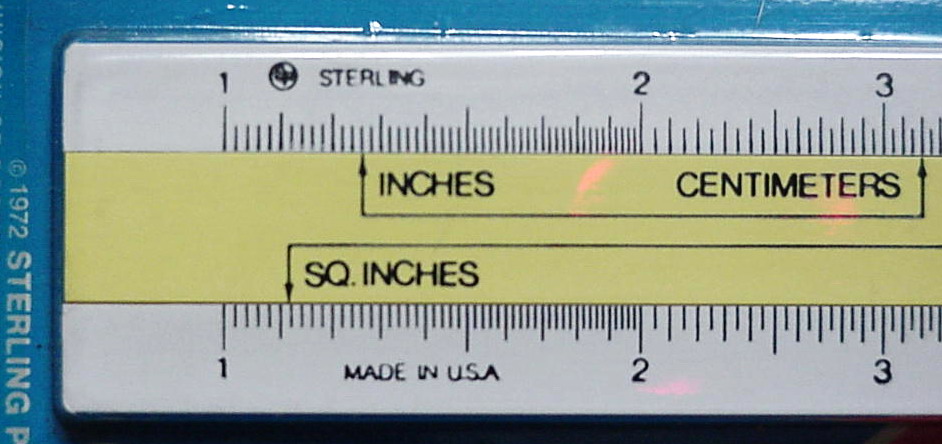 1 STERLING 2 3
INCHES CENTIMETERS
SQ. INCHES
1 MADE IN U.S.A 2 3
© 1972 STERLING P